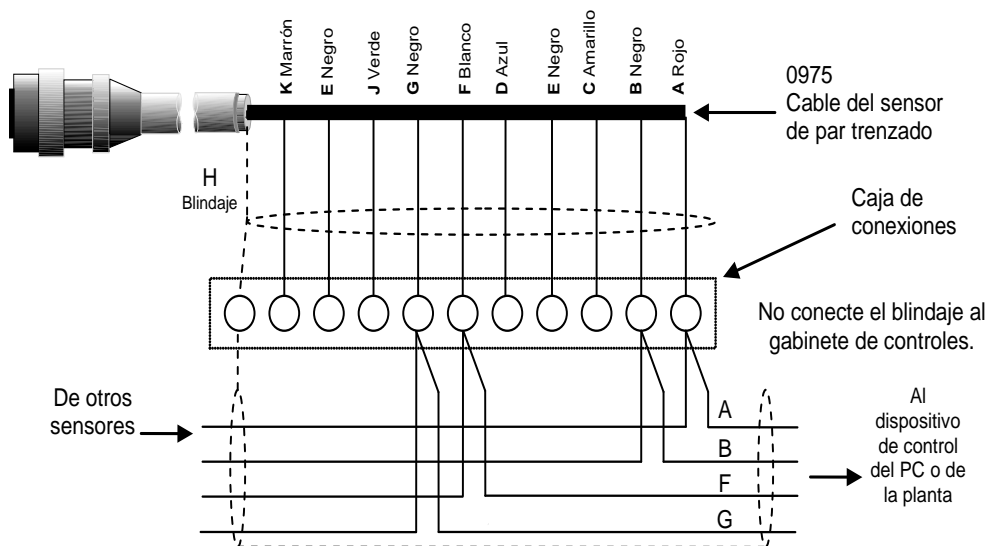 K Marrón
E Negro
J Verde
G Negro
F Blanco
D Azul
E Negro
C Amarillo
B Negro
A Rojo
0975
Cable del sensor
de par trenzado
H
Blindaje
Caja de
conexiones
No conecte el blindaje al
gabinete de controles.
De otros
sensores
A
B
F
G
Al
dispositivo
de control
del PC o de
la planta